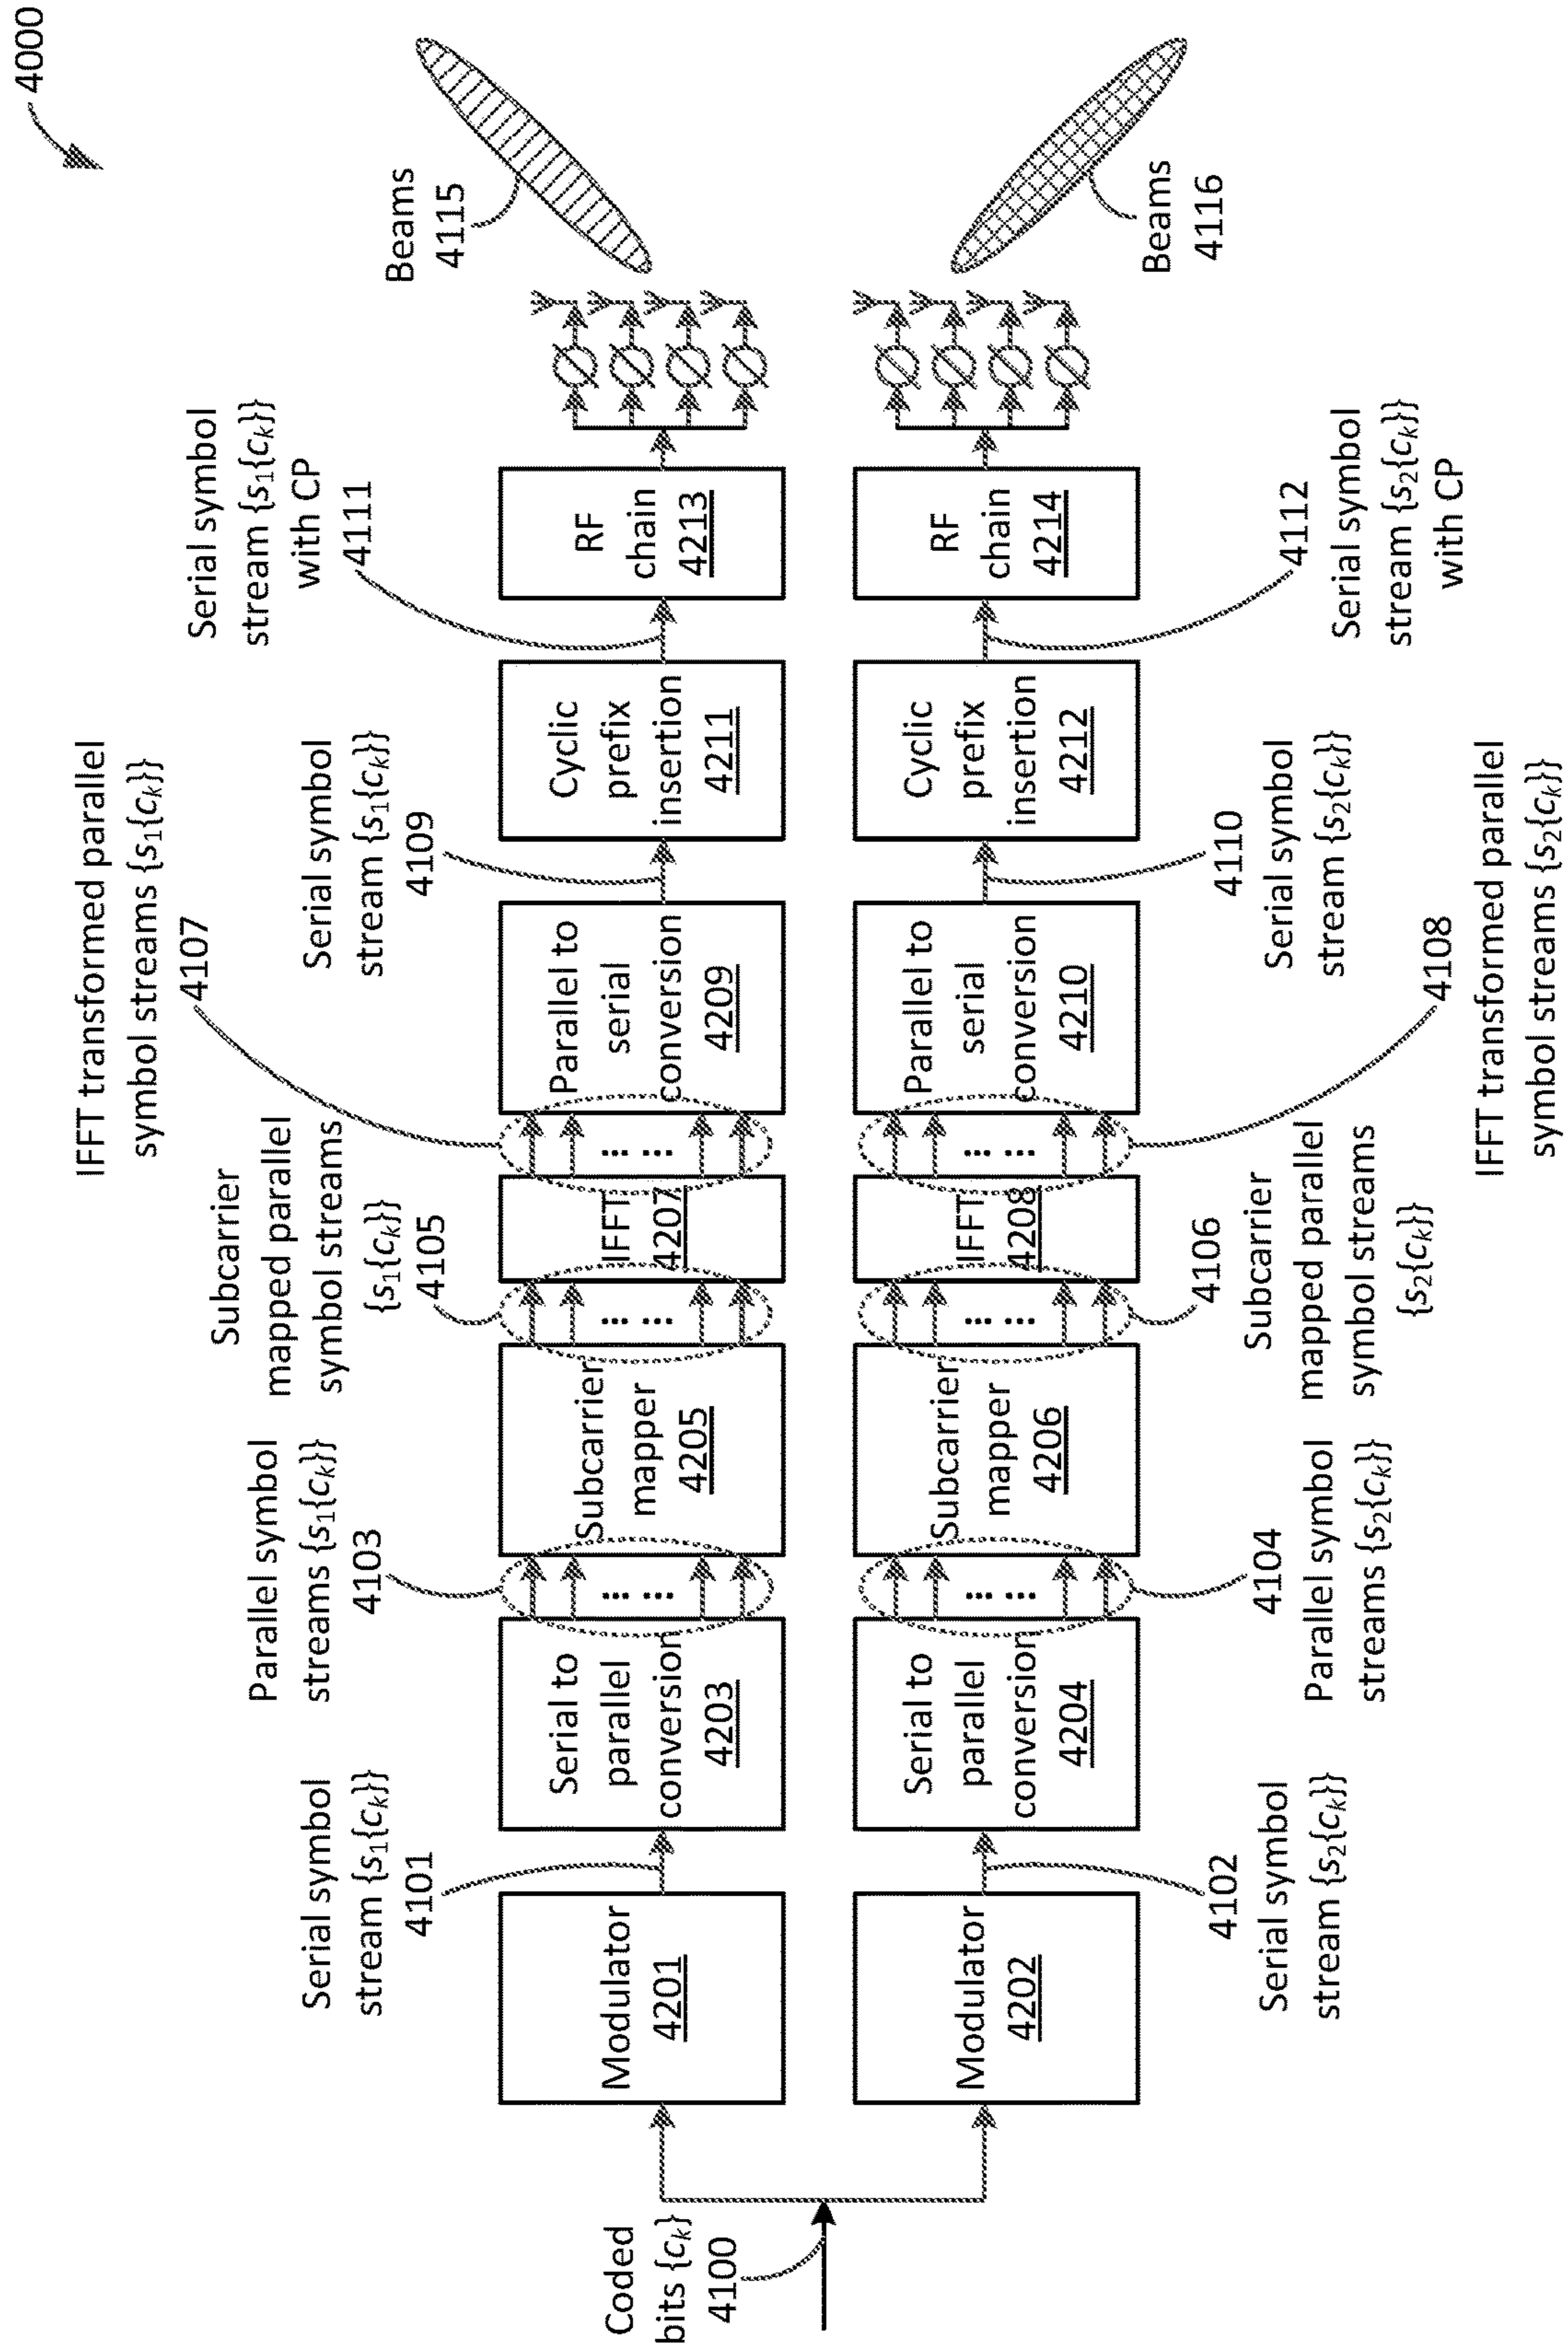 4000
Coded
bits {cₖ}
4100
Modulator
4201
Modulator
4202
Serial symbol
stream {s₁{cₖ}}
4101
4102
Serial symbol
stream {s₂{cₖ}}
Serial to
parallel
conversion
4203
Serial to
parallel
conversion
4204
Parallel symbol
streams {s₁{cₖ}}
4103
4104
Parallel symbol
streams {s₂{cₖ}}
Subcarrier
mapper
4205
Subcarrier
mapper
4206
Subcarrier
mapped parallel
symbol streams
{s₁{cₖ}}
4105
4106
Subcarrier
mapped parallel
symbol streams
{s₂{cₖ}}
IFFT
4207
IFFT
4208
IFFT transformed parallel
symbol streams {s₁{cₖ}}
4107
4108
IFFT transformed parallel
symbol streams {s₂{cₖ}}
Parallel to
serial
conversion
4209
Parallel to
serial
conversion
4210
Serial symbol
stream {s₁{cₖ}}
4109
4110
Serial symbol
stream {s₂{cₖ}}
Cyclic
prefix
insertion
4211
Cyclic
prefix
insertion
4212
Serial symbol
stream {s₁{cₖ}}
with CP
4111
4112
Serial symbol
stream {s₂{cₖ}}
with CP
RF
chain
4213
RF
chain
4214
Beams
4115
Beams
4116